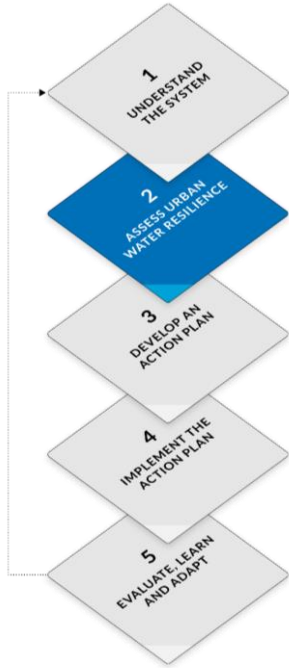 1
UNDERSTAND
THE SYSTEM
2
ASSESS URBAN
WATER RESILIENCE
3
DEVELOP AN
ACTION PLAN
4
IMPLEMENT THE
ACTION PLAN
5
EVALUATE, LEARN
AND ADAPT